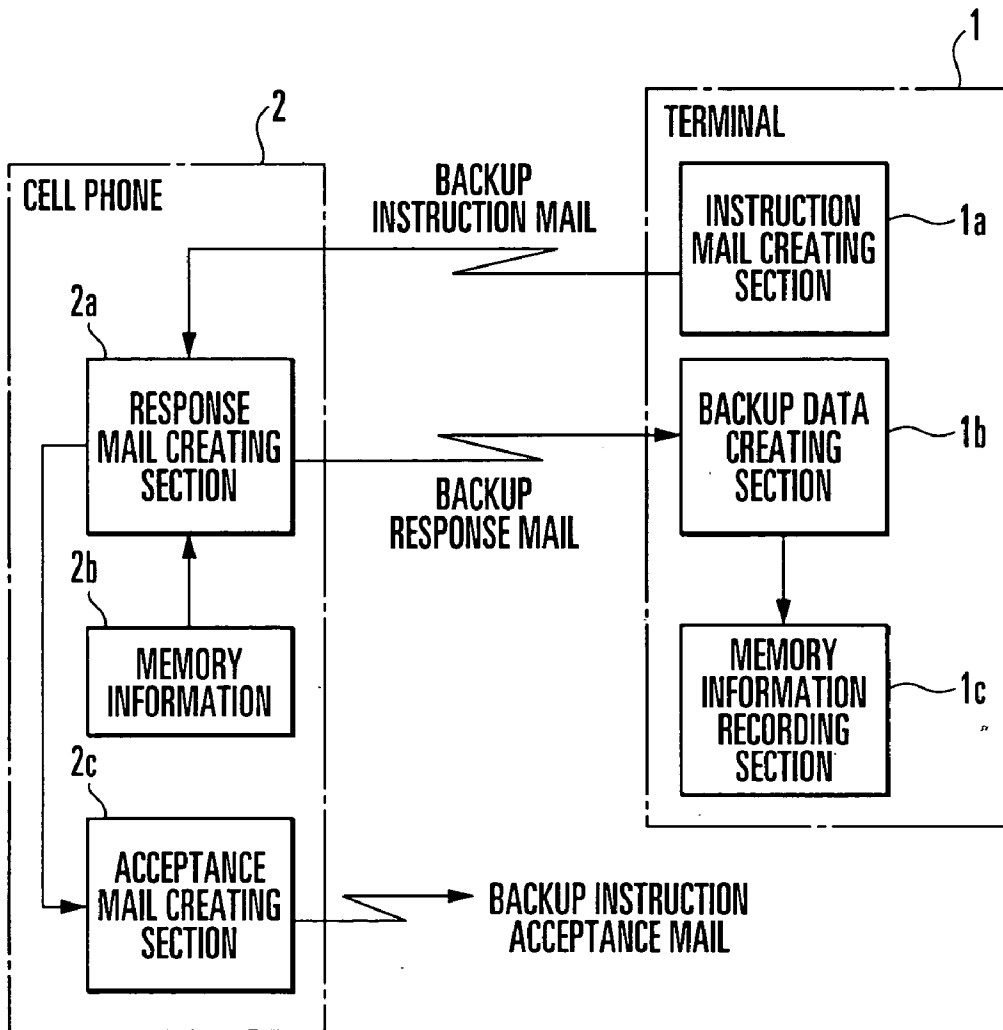 1
2
TERMINAL
CELL PHONE
BACKUP
INSTRUCTION MAIL
INSTRUCTION
MAIL CREATING
SECTION
1a
2a
RESPONSE
MAIL CREATING
SECTION
BACKUP DATA
CREATING
SECTION
1b
BACKUP
RESPONSE MAIL
2b
MEMORY
INFORMATION
MEMORY
INFORMATION
RECORDING
SECTION
1c
2c
ACCEPTANCE
MAIL CREATING
SECTION
BACKUP INSTRUCTION
ACCEPTANCE MAIL